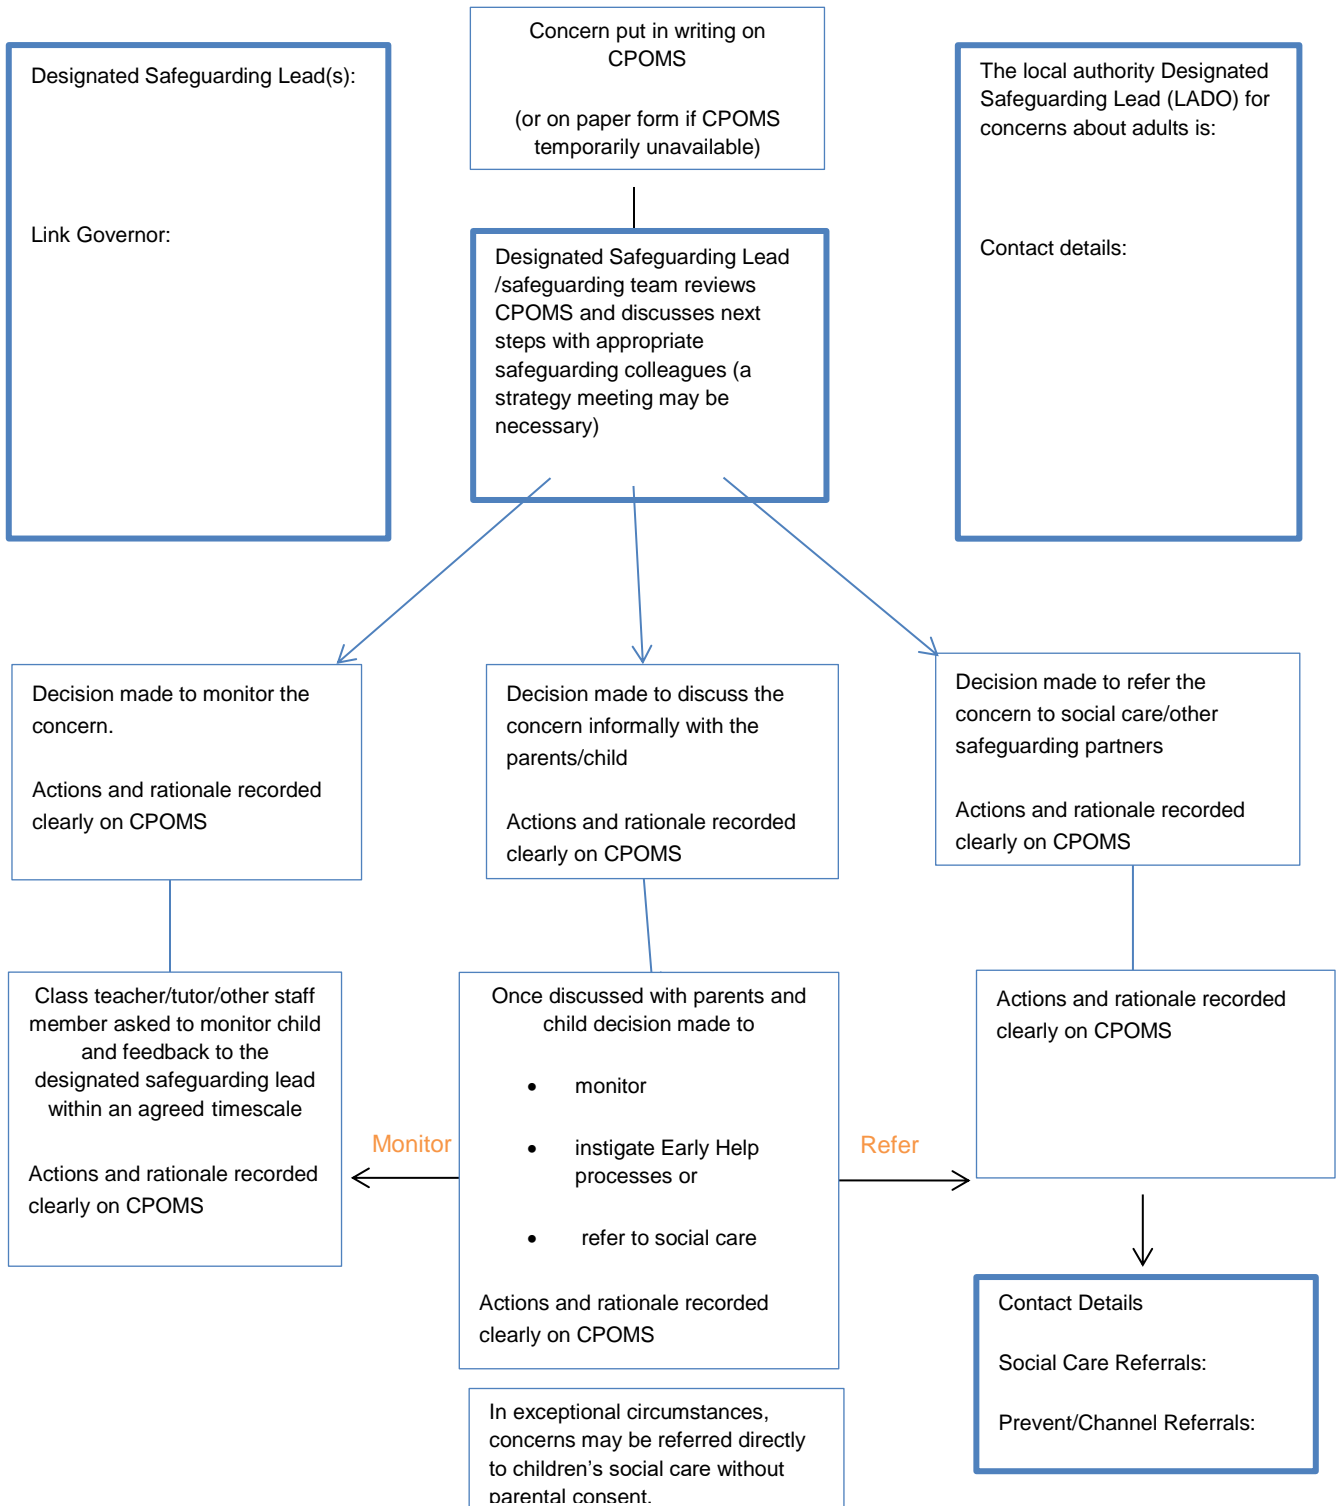 Concern put in writing on
CPOMS
(or on paper form if CPOMS
temporarily unavailable)
Designated Safeguarding Lead(s):
Link Governor:
The local authority Designated
Safeguarding Lead (LADO) for
concerns about adults is:
Contact details:
Designated Safeguarding Lead
/safeguarding team reviews
CPOMS and discusses next
steps with appropriate
safeguarding colleagues (a
strategy meeting may be
necessary)
Decision made to monitor the
concern.
Actions and rationale recorded
clearly on CPOMS
Decision made to discuss the
concern informally with the
parents/child
Actions and rationale recorded
clearly on CPOMS
Decision made to refer the
concern to social care/other
safeguarding partners
Actions and rationale recorded
clearly on CPOMS
Class teacher/tutor/other staff
member asked to monitor child
and feedback to the
designated safeguarding lead
within an agreed timescale
Actions and rationale recorded
clearly on CPOMS
Monitor
Once discussed with parents and
child decision made to
• monitor
• instigate Early Help
processes or
• refer to social care
Actions and rationale recorded
clearly on CPOMS
Refer
Actions and rationale recorded
clearly on CPOMS
Contact Details
Social Care Referrals:
Prevent/Channel Referrals:
In exceptional circumstances,
concerns may be referred directly
to children’s social care without
parental consent.